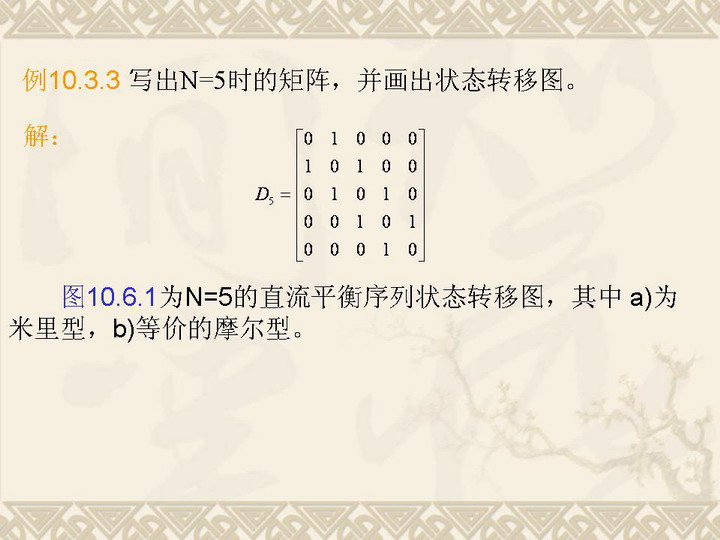 例10.3.3 写出N=5时的矩阵，并画出状态转移图。
解：
0 1 0 0 0
1 0 1 0 0
D5 = 0 1 0 1 0
0 0 1 0 1
0 0 0 1 0
图10.6.1为N=5的直流平衡序列状态转移图，其中 a)为
米里型，b)等价的摩尔型。